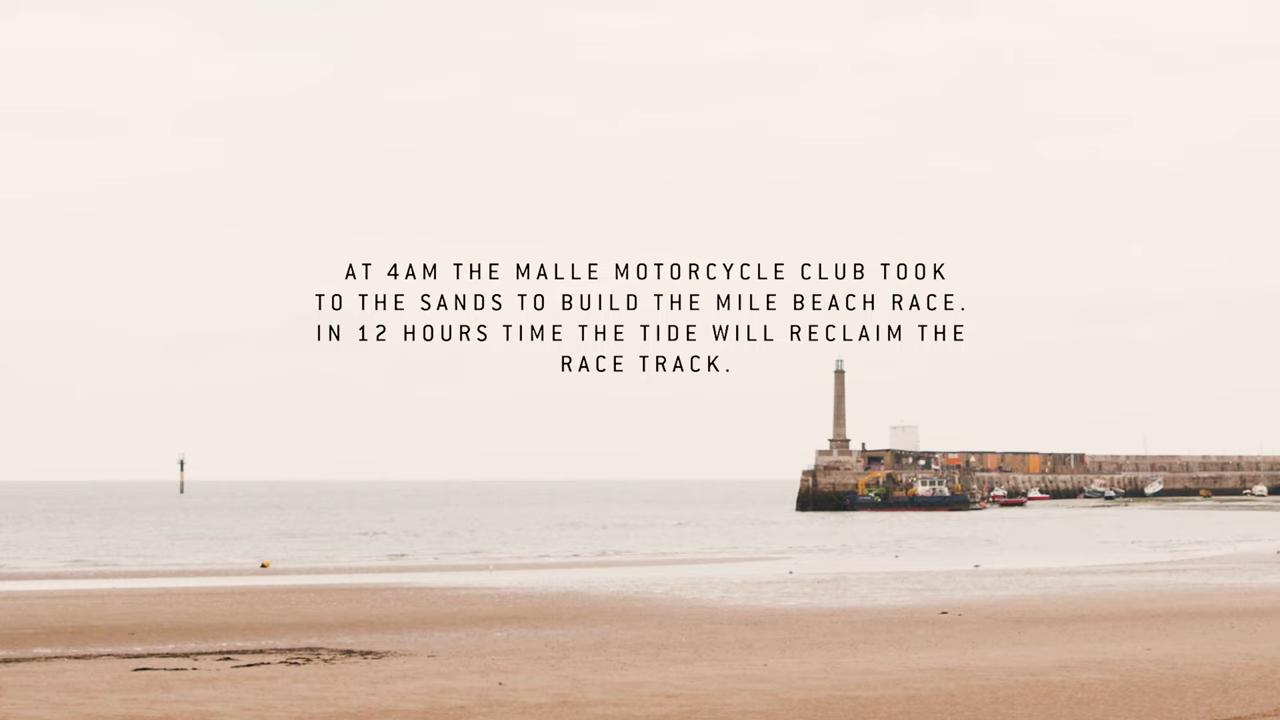 AT 4AM THE MALLE MOTORCYCLE CLUB TOOK
TO THE SANDS TO BUILD THE MILE BEACH RACE.
IN 12 HOURS TIME THE TIDE WILL RECLAIM THE
RACE TRACK.